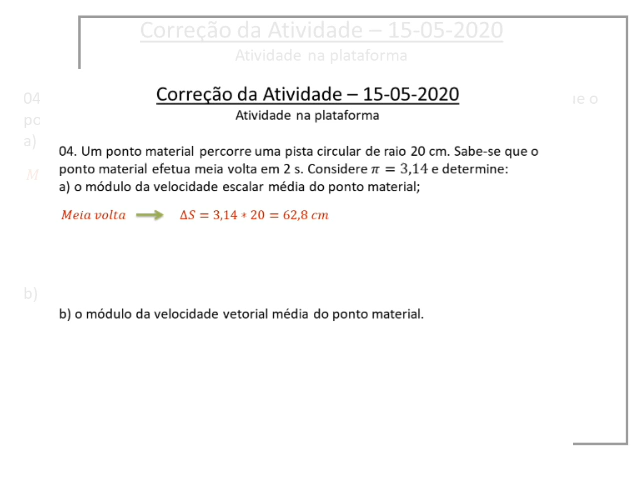 Correção da Atividade – 15-05-2020
Atividade na plataforma
Correção da Atividade – 15-05-2020
Atividade na plataforma
04. Um ponto material percorre uma pista circular de raio 20 cm. Sabe-se que o
ponto material efetua meia volta em 2 s. Considere π = 3,14 e determine:
a) o módulo da velocidade escalar média do ponto material;
Meia volta ➔ ΔS = 3,14 * 20 = 62,8 cm
b) o módulo da velocidade vetorial média do ponto material.
04
a)
b)